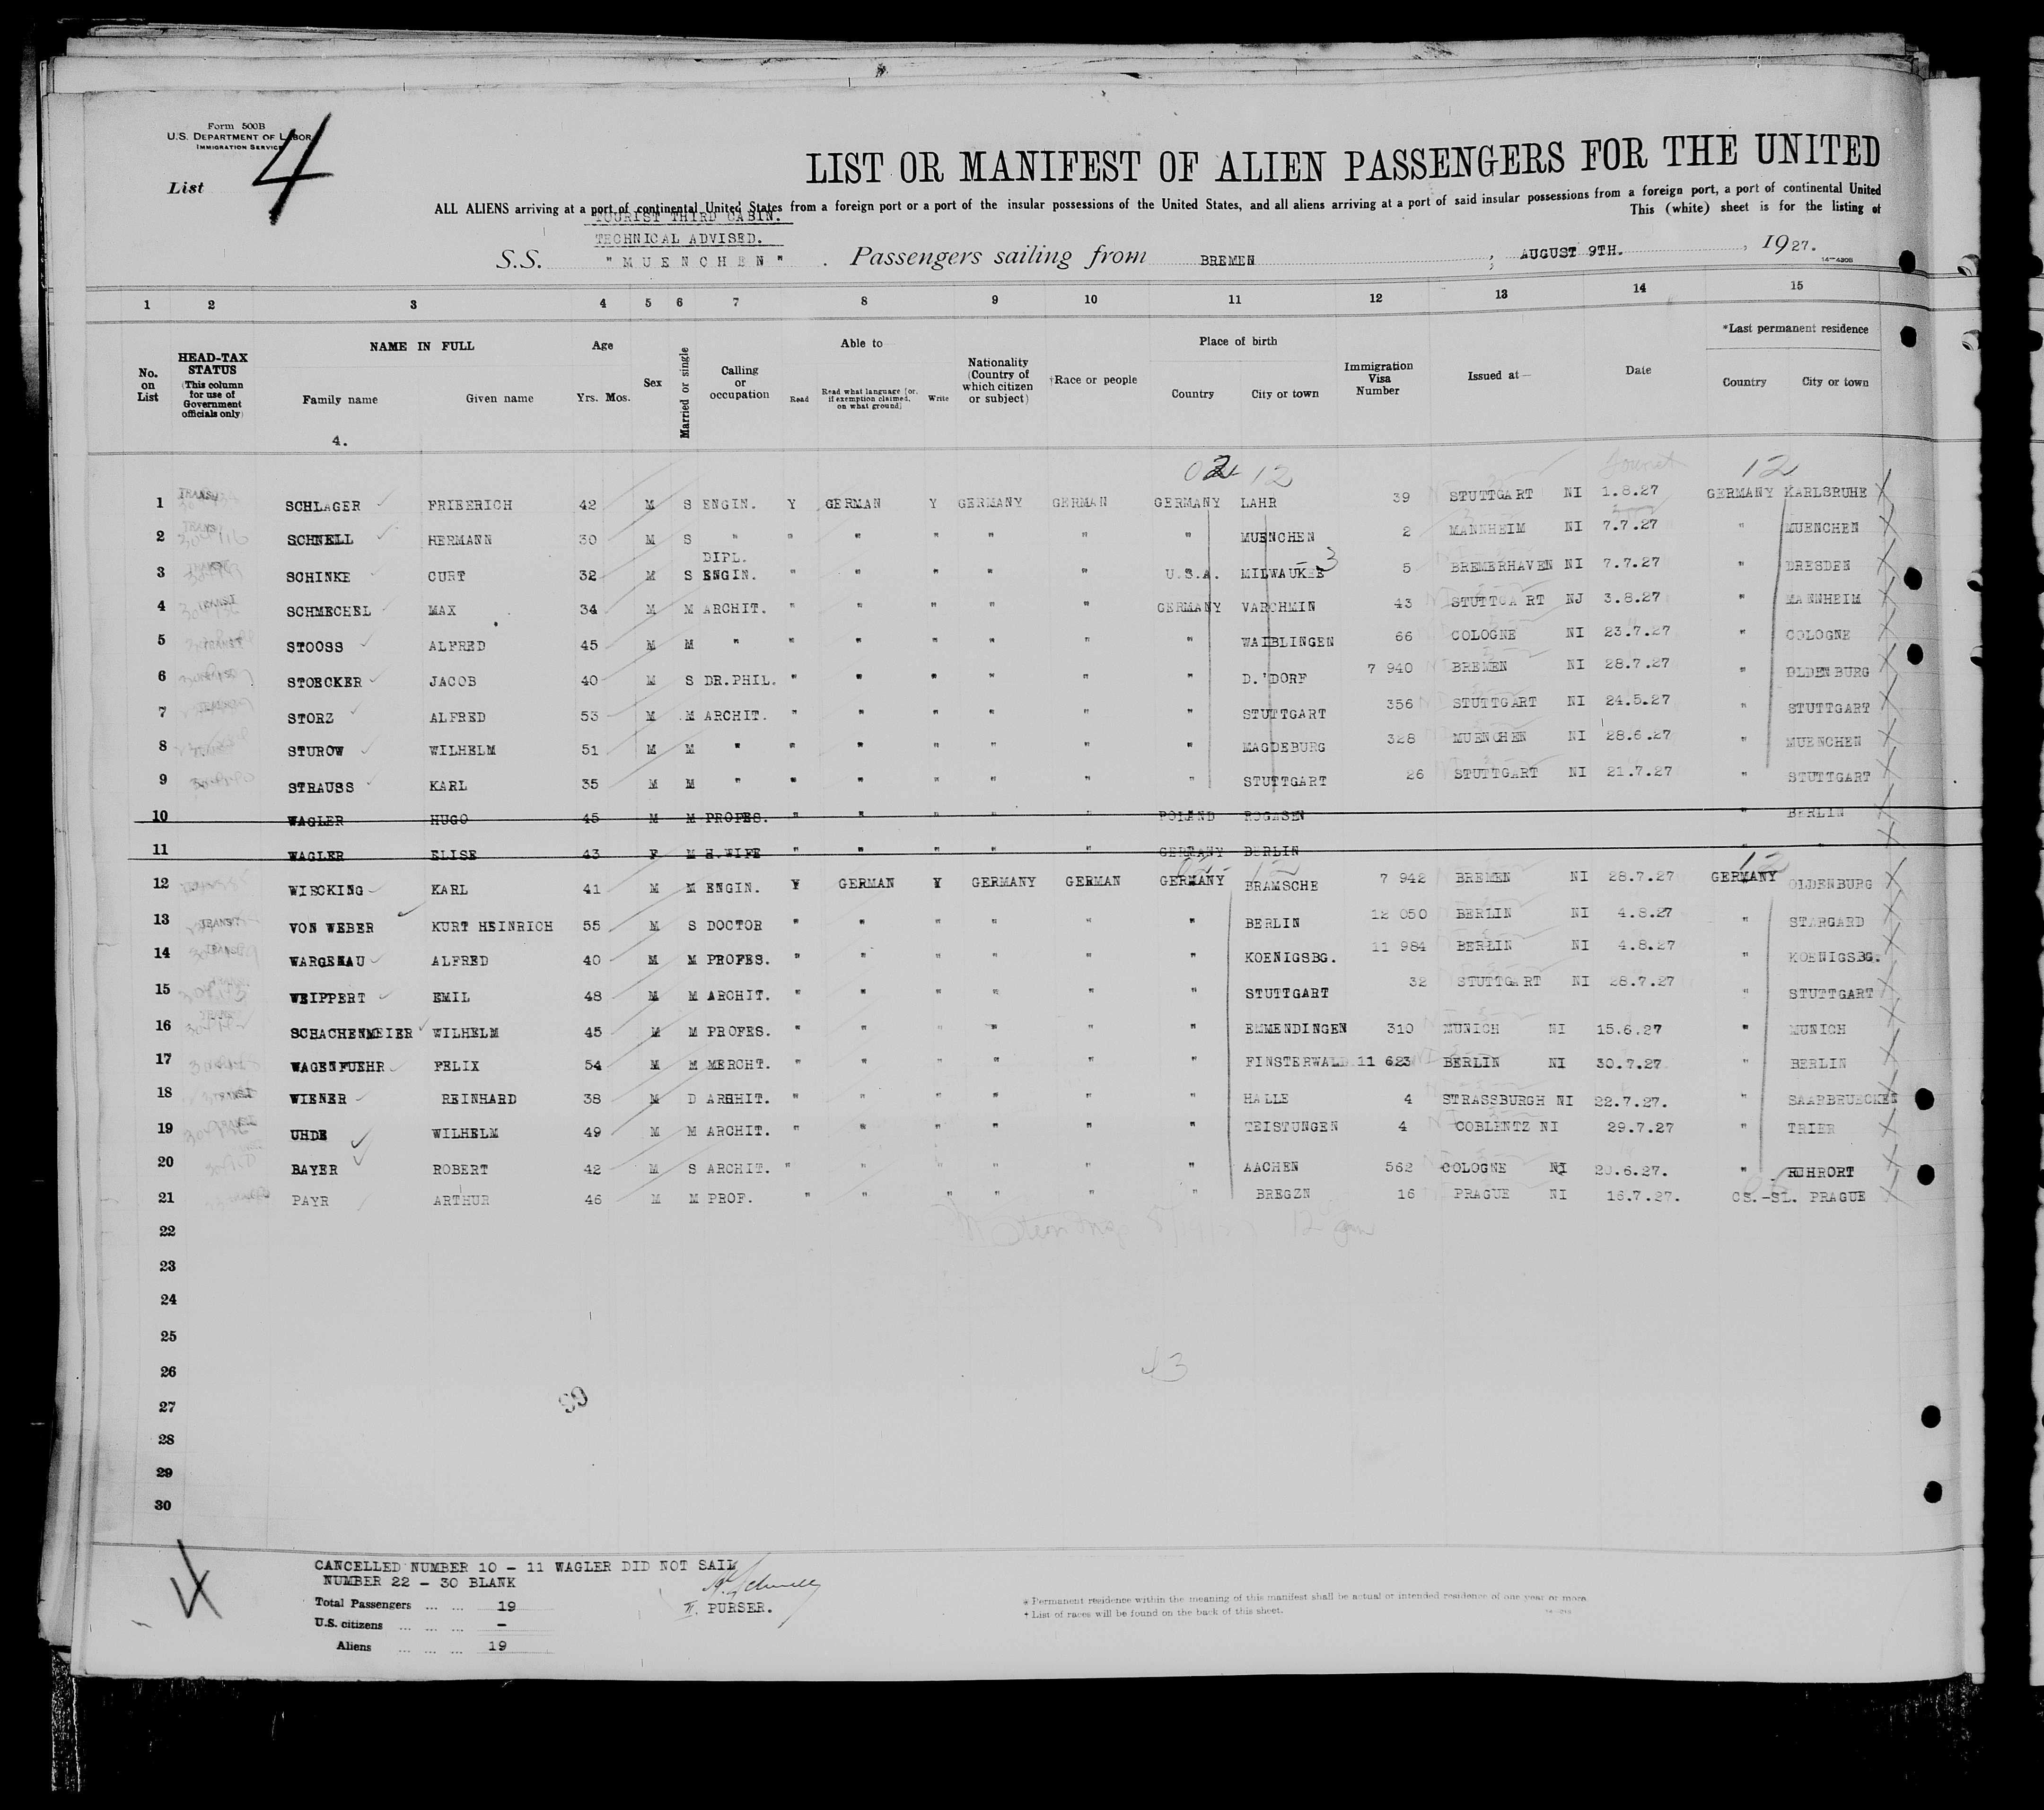 Form 500B
U.S. DEPARTMENT OF LABOR
IMMIGRATION SERVICE
List 4
LIST OR MANIFEST OF ALIEN PASSENGERS FOR THE UNITED
ALL ALIENS arriving at a port of continental United States from a foreign port or a port of the insular possessions of the United States, and all aliens arriving at a port of said insular possessions from a foreign port, a port of continental United
This (white) sheet is for the listing of
TOURIST THIRD CABIN.
TECHNICAL ADVISED.
S.S. "MUENCHEN" . Passengers sailing from BREMEN , AUGUST 9TH. , 1927.
14—430B
1 2 3 4 5 6 7 8 9 10 11 12 13 14 15
No. on List
HEAD-TAX STATUS (This column for use of Government officials only)
NAME IN FULL
Family name Given name
Age
Yrs. Mos.
Sex
Married or single
Calling or occupation
Able to
Read Read what language [or, if exemption claimed, on what ground] Write
Nationality (Country of which citizen or subject)
†Race or people
Place of birth
Country City or town
Immigration Visa Number
Issued at—
Date
*Last permanent residence
Country City or town
4.
12 12
1 SCHLAGER FRIEERICH 42 M S ENGIN. Y GERMAN Y GERMANY GERMAN GERMANY LAHR 39 STUTTGART NI 1.8.27 GERMANY KARLSRUHE
2 SCHNELL HERMANN 30 M S " " " " " " " MUENCHEN 2 MANNHEIM NI 7.7.27 " MUENCHEN
3 SCHINKE CURT 32 M S DIPL. ENGIN. " " " " " U.S.A. MILWAUKEE 3 5 BREMERHAVEN NI 7.7.27 " DRESDEN
4 SCHMECHEL MAX 34 M M ARCHIT. " " " " " GERMANY VARCHMIN 43 STUTTGART NJ 3.8.27 " MANNHEIM
5 STOOSS ALFRED 45 M M " " " " " " " WAIBLINGEN 66 COLOGNE NI 23.7.27 " COLOGNE
6 STOECKER JACOB 40 M S DR.PHIL. " " " " " " D.'DORF 7 940 BREMEN NI 28.7.27 " OLDENBURG
7 STORZ ALFRED 53 M M ARCHIT. " " " " " " STUTTGART 356 STUTTGART NI 24.5.27 " STUTTGART
8 STUROW WILHELM 51 M M " " " " " " " MAGDEBURG 328 MUENCHEN NI 28.6.27 " MUENCHEN
9 STRAUSS KARL 35 M M " " " " " " " STUTTGART 26 STUTTGART NI 21.7.27 " STUTTGART
10 WAGLER HUGO 45 M M PROFES. " " " " " POLAND ROGASEN " BERLIN
11 WAGLER ELISE 43 F M H.WIFE " " " " " GERMANY BERLIN " "
12
12 WIECKING KARL 41 M M ENGIN. Y GERMAN Y GERMANY GERMAN GERMANY BRAMSCHE 7 942 BREMEN NI 28.7.27 GERMANY OLDENBURG
13 VON WEBER KURT HEINRICH 55 M S DOCTOR " " " " " " BERLIN 12 050 BERLIN NI 4.8.27 " STARGARD
14 WARGENAU ALFRED 40 M M PROFES. " " " " " " KOENIGSBG. 11 984 BERLIN NI 4.8.27 " KOENIGSBG.
15 WEIPPERT EMIL 48 M M ARCHIT. " " " " " " STUTTGART 32 STUTTGART NI 28.7.27 " STUTTGART
16 SCHACHENMEIER WILHELM 45 M M PROFES. " " " " " " EMMENDINGEN 310 MUNICH NI 15.6.27 " MUNICH
17 WAGENFUEHR FELIX 54 M M MERCHT. " " " " " " FINSTERWALD. 11 623 BERLIN NI 30.7.27 " BERLIN
18 WIENER REINHARD 38 M D ARHHIT. " " " " " " HALLE 4 STRASSBURGH NI 22.7.27. " SAARBRUECKEN
19 UHDE WILHELM 49 M M ARCHIT. " " " " " " TEISTUNGEN 4 COBLENTZ NI 29.7.27 " TRIER
20 BAYER ROBERT 42 M S ARCHIT. " " " " " " AACHEN 562 COLOGNE NI 20.6.27. " RUHRORT
21 PAYR ARTHUR 46 M M PROF. " " " " " " BREGZN 16 PRAGUE NI 16.7.27. CS.-SL. PRAGUE
22
23
24
25
26
27
28
29
30
CANCELLED NUMBER 10 - 11 WAGLER DID NOT SAIL
NUMBER 22 - 30 BLANK
Total Passengers ... ... 19
U.S. citizens ... ... ... —
Aliens ... ... ... 19
II. PURSER.
* Permanent residence within the meaning of this manifest shall be actual or intended residence of one year or more.
† List of races will be found on the back of this sheet.